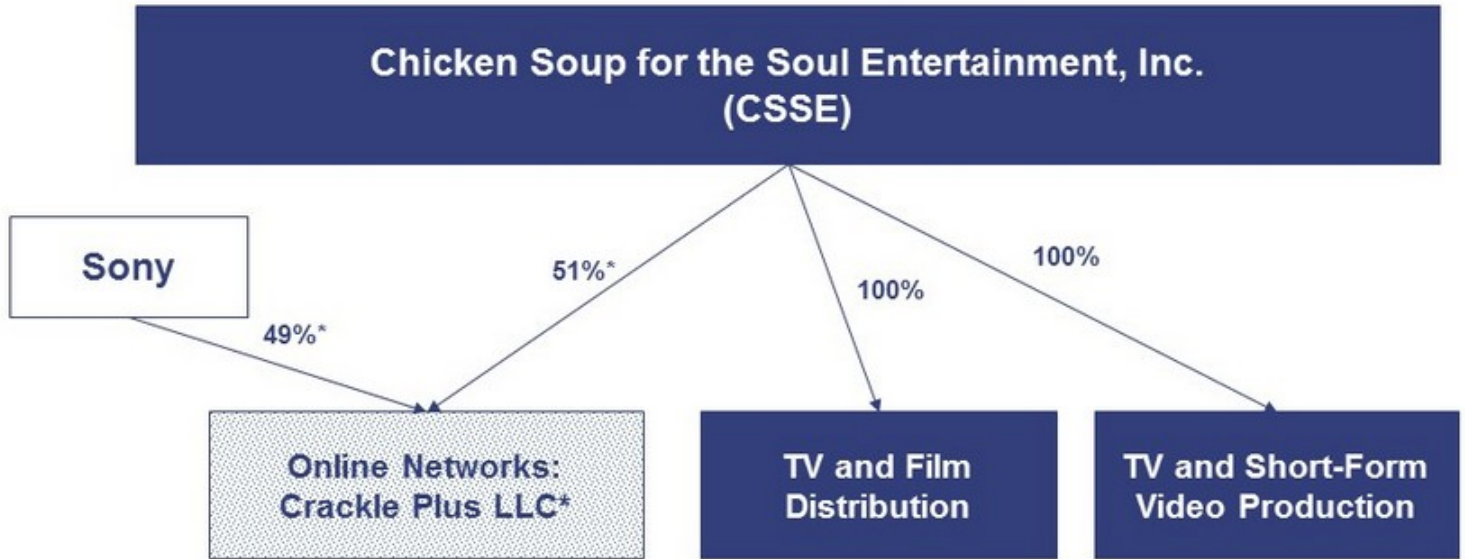 Chicken Soup for the Soul Entertainment, Inc.
(CSSE)
Sony
49%*
51%*
100%
100%
Online Networks:
Crackle Plus LLC*
TV and Film
Distribution
TV and Short-Form
Video Production